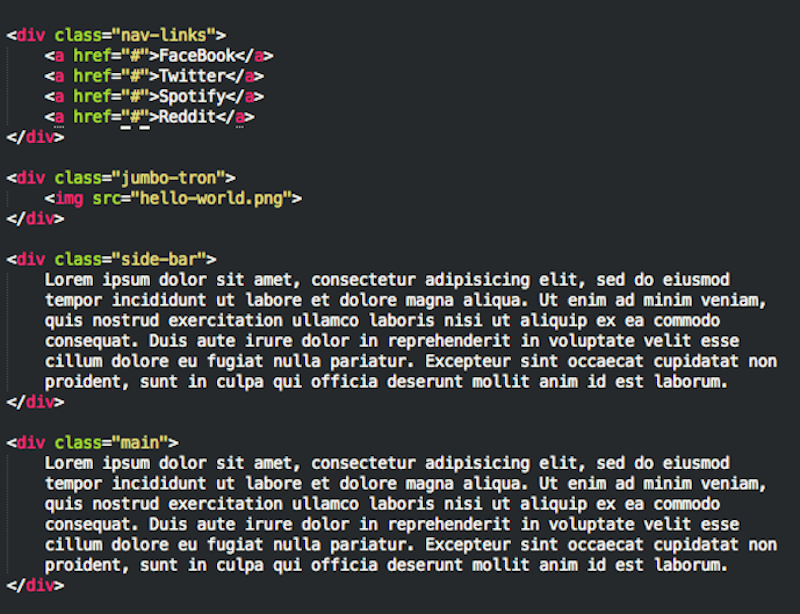 <div class="nav-links">
    <a href="#">FaceBook</a>
    <a href="#">Twitter</a>
    <a href="#">Spotify</a>
    <a href="#">Reddit</a>
</div>

<div class="jumbo-tron">
    <img src="hello-world.png">
</div>

<div class="side-bar">
    Lorem ipsum dolor sit amet, consectetur adipisicing elit, sed do eiusmod
    tempor incididunt ut labore et dolore magna aliqua. Ut enim ad minim veniam,
    quis nostrud exercitation ullamco laboris nisi ut aliquip ex ea commodo
    consequat. Duis aute irure dolor in reprehenderit in voluptate velit esse
    cillum dolore eu fugiat nulla pariatur. Excepteur sint occaecat cupidatat non
    proident, sunt in culpa qui officia deserunt mollit anim id est laborum.
</div>

<div class="main">
    Lorem ipsum dolor sit amet, consectetur adipisicing elit, sed do eiusmod
    tempor incididunt ut labore et dolore magna aliqua. Ut enim ad minim veniam,
    quis nostrud exercitation ullamco laboris nisi ut aliquip ex ea commodo
    consequat. Duis aute irure dolor in reprehenderit in voluptate velit esse
    cillum dolore eu fugiat nulla pariatur. Excepteur sint occaecat cupidatat non
    proident, sunt in culpa qui officia deserunt mollit anim id est laborum.
</div>